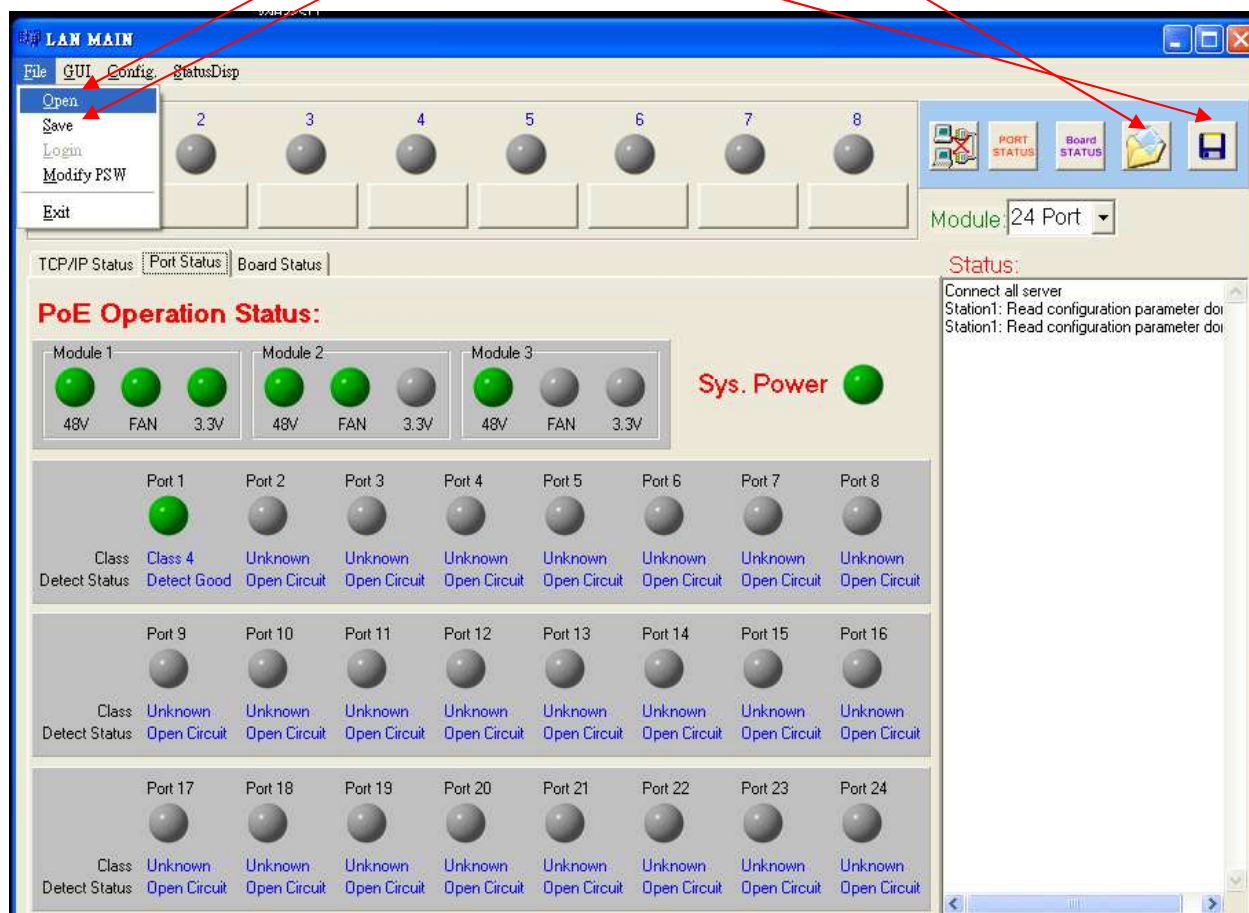 LAN MAIN
File GUI Config. StatusDisp
Open
Save
Login
Modify PSW
Exit
2 3 4 5 6 7 8
PORT STATUS
Board STATUS
Module: 24 Port
TCP/IP Status Port Status Board Status
Status:
Connect all server
Station1: Read configuration parameter
Station1: Read configuration parameter
PoE Operation Status:
Module 1 Module 2 Module 3
Sys. Power
48V FAN 3.3V 48V FAN 3.3V 48V FAN 3.3V
Port 1 Port 2 Port 3 Port 4 Port 5 Port 6 Port 7 Port 8
Class Class 4 Unknown Unknown Unknown Unknown Unknown Unknown Unknown
Detect Status Detect Good Open Circuit Open Circuit Open Circuit Open Circuit Open Circuit Open Circuit Open Circuit
Port 9 Port 10 Port 11 Port 12 Port 13 Port 14 Port 15 Port 16
Class Unknown Unknown Unknown Unknown Unknown Unknown Unknown Unknown
Detect Status Open Circuit Open Circuit Open Circuit Open Circuit Open Circuit Open Circuit Open Circuit Open Circuit
Port 17 Port 18 Port 19 Port 20 Port 21 Port 22 Port 23 Port 24
Class Unknown Unknown Unknown Unknown Unknown Unknown Unknown Unknown
Detect Status Open Circuit Open Circuit Open Circuit Open Circuit Open Circuit Open Circuit Open Circuit Open Circuit